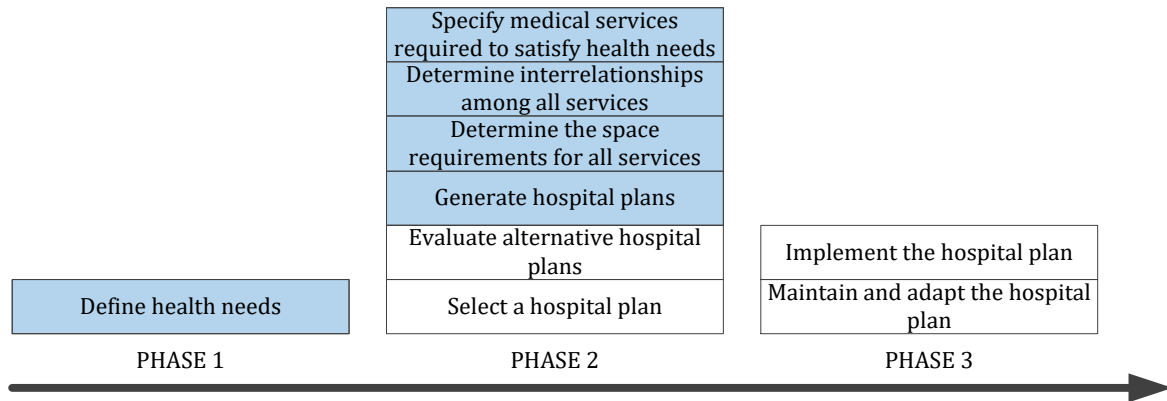 Specify medical services
required to satisfy health needs
Determine interrelationships
among all services
Determine the space
requirements for all services
Generate hospital plans
Evaluate alternative hospital
plans
Select a hospital plan
Define health needs
Implement the hospital plan
Maintain and adapt the hospital
plan
PHASE 1
PHASE 2
PHASE 3